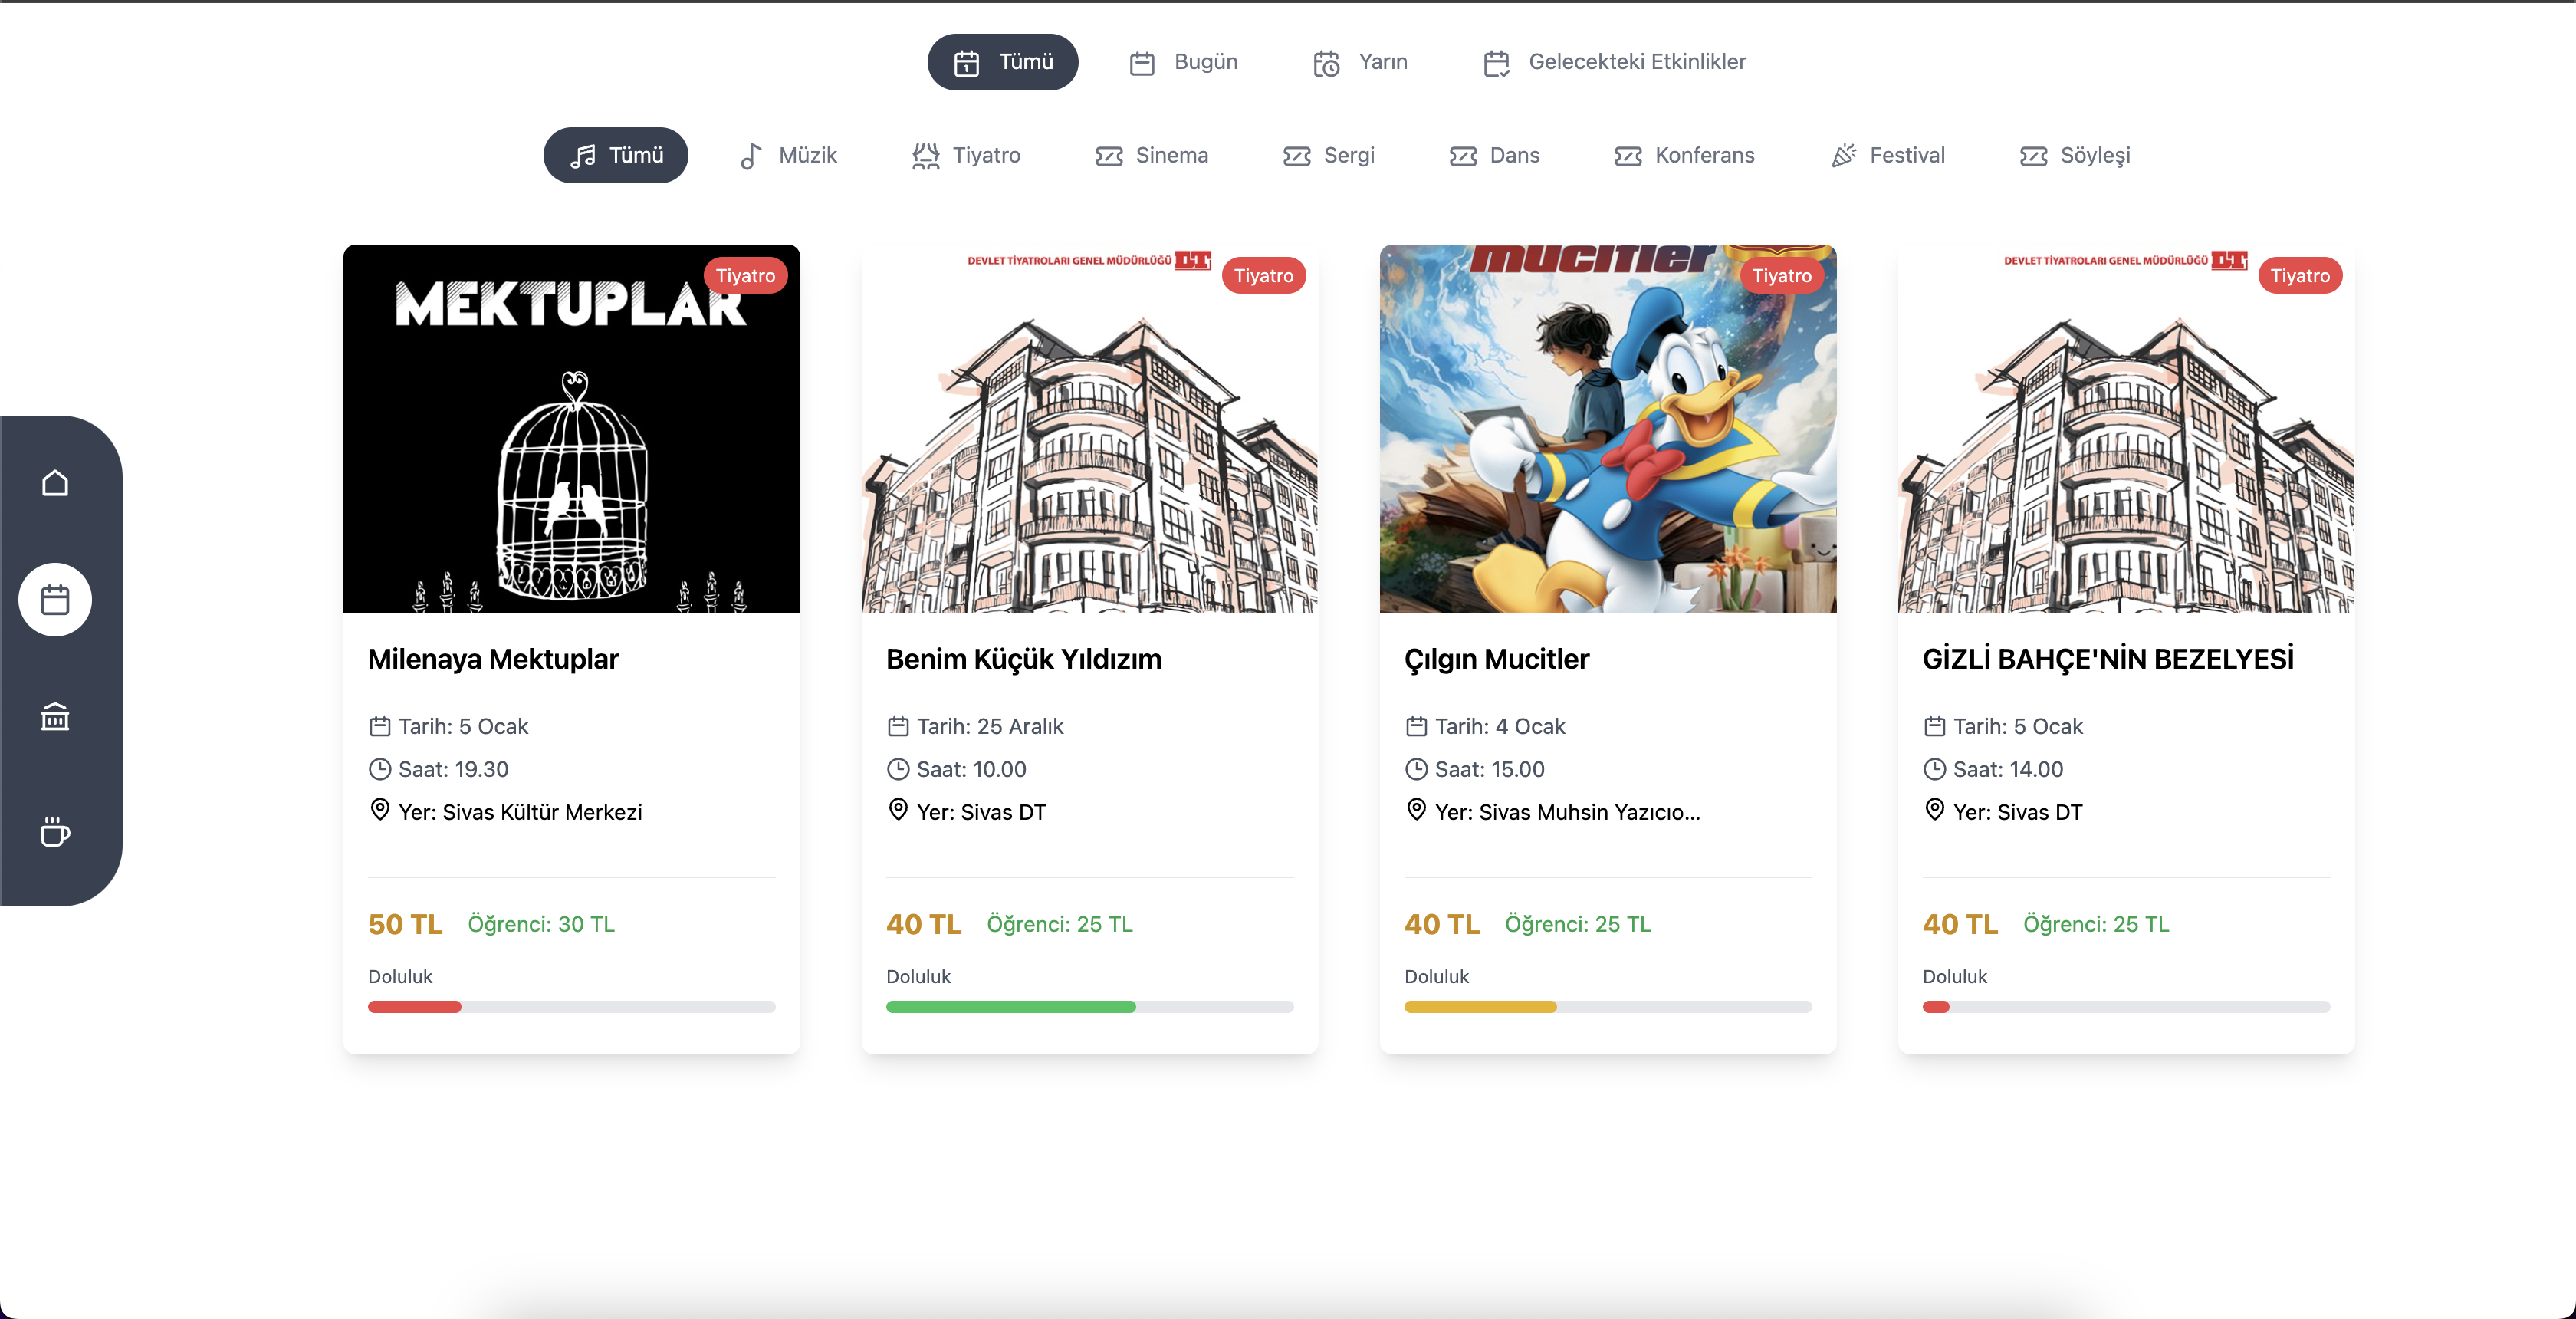 Tümü
Bugün
Yarın
Gelecekteki Etkinlikler
Tümü
Müzik
Tiyatro
Sinema
Sergi
Dans
Konferans
Festival
Söyleşi
Tiyatro
MEKTUPLAR
Milenaya Mektuplar
Tarih: 5 Ocak
Saat: 19.30
Yer: Sivas Kültür Merkezi
50 TL
Öğrenci: 30 TL
Doluluk
DEVLET TİYATROLARI GENEL MÜDÜRLÜĞÜ DT
Tiyatro
Benim Küçük Yıldızım
Tarih: 25 Aralık
Saat: 10.00
Yer: Sivas DT
40 TL
Öğrenci: 25 TL
Doluluk
mucitler
Tiyatro
Çılgın Mucitler
Tarih: 4 Ocak
Saat: 15.00
Yer: Sivas Muhsin Yazıcıo...
40 TL
Öğrenci: 25 TL
Doluluk
DEVLET TİYATROLARI GENEL MÜDÜRLÜĞÜ DT
Tiyatro
GİZLİ BAHÇE'NİN BEZELYESİ
Tarih: 5 Ocak
Saat: 14.00
Yer: Sivas DT
40 TL
Öğrenci: 25 TL
Doluluk